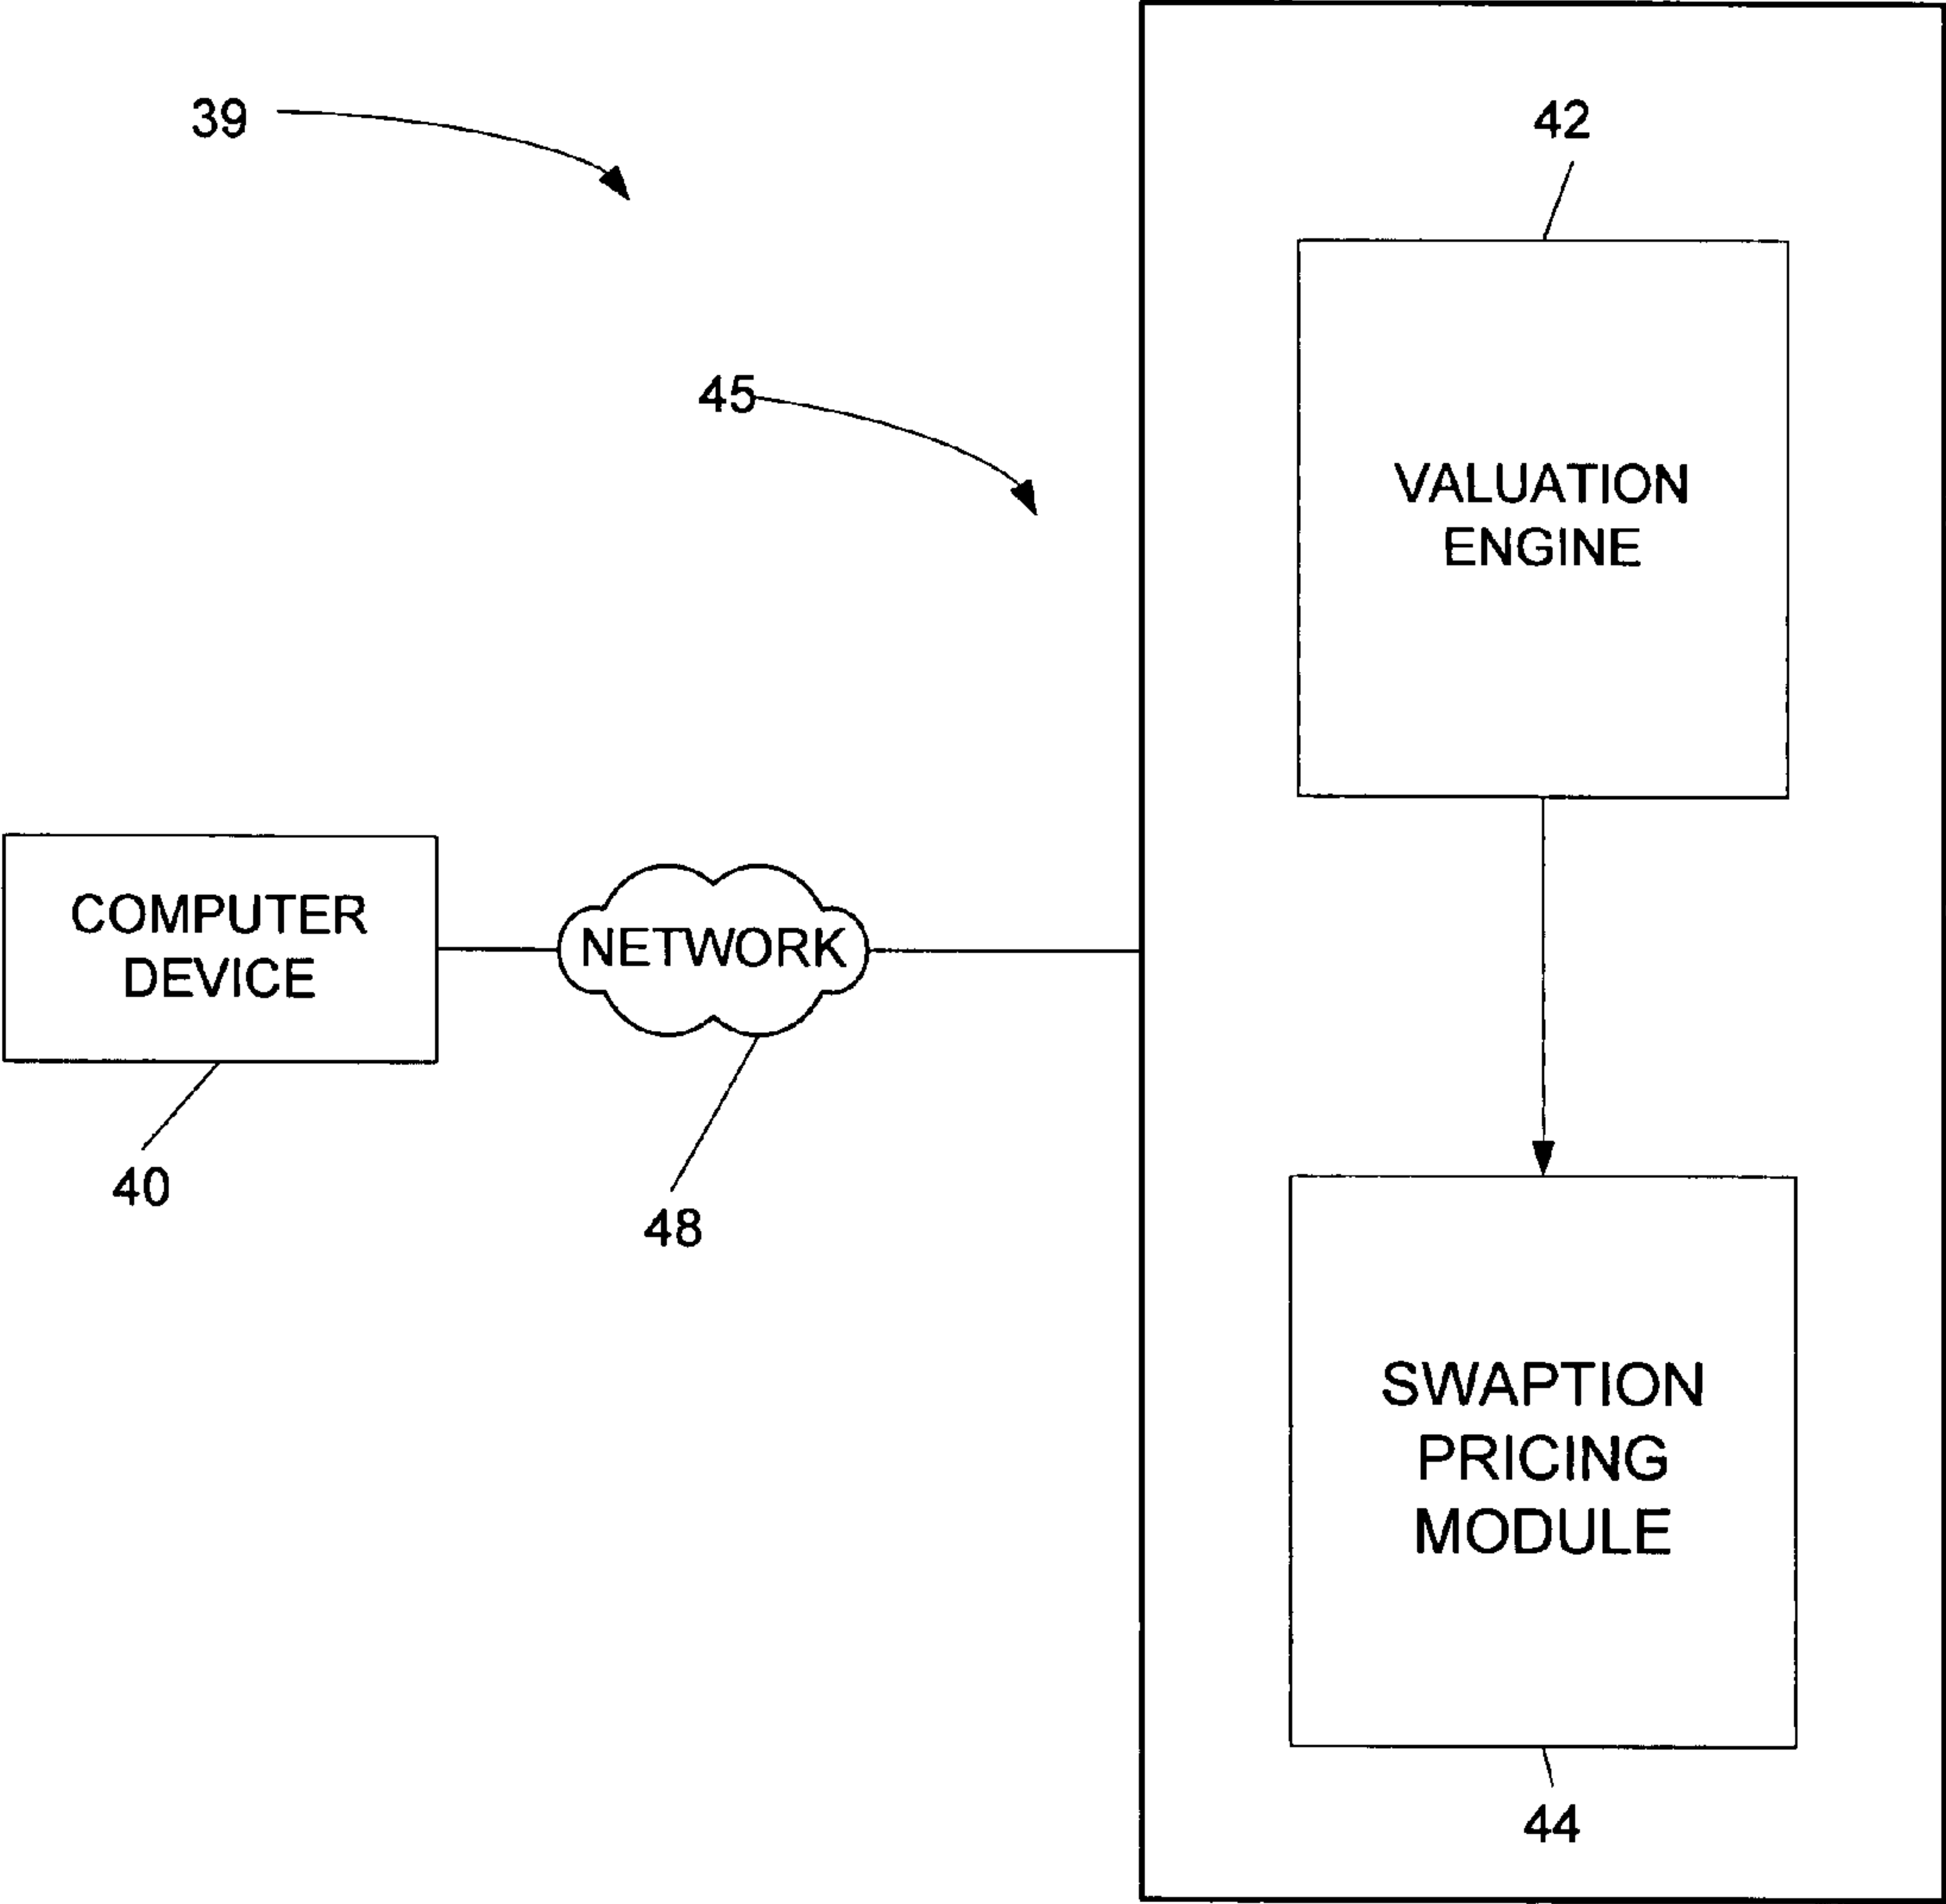 39
42
45
VALUATION
ENGINE
COMPUTER
DEVICE
NETWORK
40
48
SWAPTION
PRICING
MODULE
44